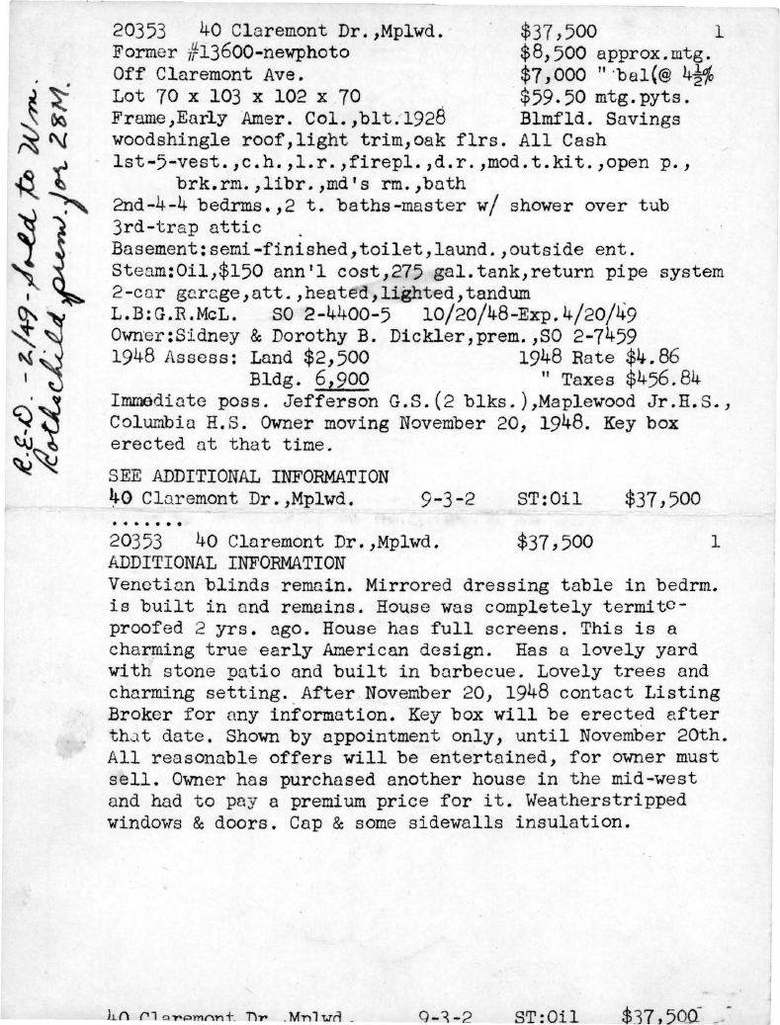 R.E.D. - 2/49 - Sold to Wm.
Rothschild, prem. for 28M.
20353 40 Claremont Dr.,Mplwd. $37,500 1
Former #13600-newphoto $8,500 approx.mtg.
Off Claremont Ave. $7,000 " bal(@ 4½%
Lot 70 x 103 x 102 x 70 $59.50 mtg.pyts.
Frame,Early Amer. Col.,blt.1928 Blmfld. Savings
woodshingle roof,light trim,oak flrs. All Cash
1st-5-vest.,c.h.,l.r.,firepl.,d.r.,mod.t.kit.,open p.,
brk.rm.,libr.,md's rm.,bath
2nd-4-4 bedrms.,2 t. baths-master w/ shower over tub
3rd-trap attic
Basement:semi-finished,toilet,laund.,outside ent.
Steam:Oil,$150 ann'l cost,275 gal.tank,return pipe system
2-car garage,att.,heated,lighted,tandum
L.B:G.R.McL. SO 2-4400-5 10/20/48-Exp.4/20/49
Owner:Sidney & Dorothy B. Dickler,prem.,SO 2-7459
1948 Assess: Land $2,500 1948 Rate $4.86
Bldg. 6,900 " Taxes $456.84
Immediate poss. Jefferson G.S.(2 blks.),Maplewood Jr.H.S.,
Columbia H.S. Owner moving November 20, 1948. Key box
erected at that time.
SEE ADDITIONAL INFORMATION
40 Claremont Dr.,Mplwd. 9-3-2 ST:Oil $37,500
.......
20353 40 Claremont Dr.,Mplwd. $37,500 1
ADDITIONAL INFORMATION
Venetian blinds remain. Mirrored dressing table in bedrm.
is built in and remains. House was completely termite-
proofed 2 yrs. ago. House has full screens. This is a
charming true early American design. Has a lovely yard
with stone patio and built in barbecue. Lovely trees and
charming setting. After November 20, 1948 contact Listing
Broker for any information. Key box will be erected after
that date. Shown by appointment only, until November 20th.
All reasonable offers will be entertained, for owner must
sell. Owner has purchased another house in the mid-west
and had to pay a premium price for it. Weatherstripped
windows & doors. Cap & some sidewalls insulation.
40 Claremont Dr.,Mplwd. 9-3-2 ST:Oil $37,500